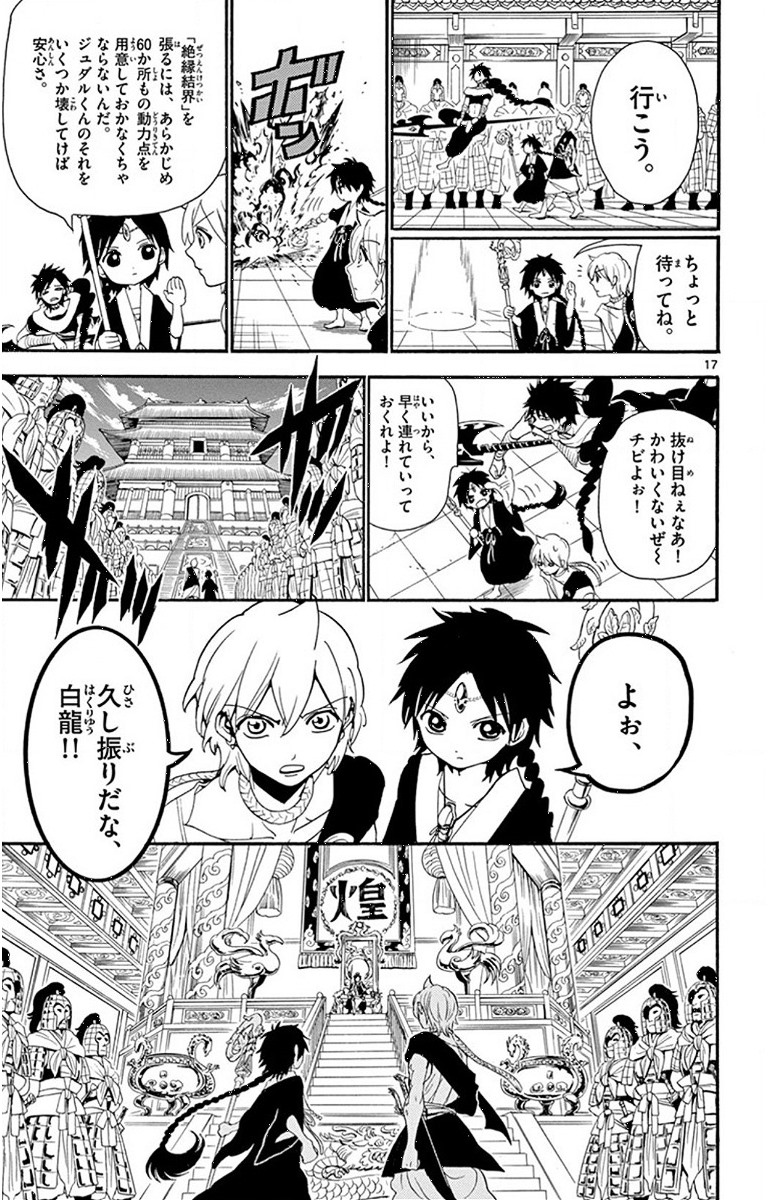 行こう。
ちょっと
待ってね。
ボンッ
「絶縁結界」を
張るには、あらかじめ
60か所もの動力点を
用意しておかなくちゃ
ならないんだ。
ジュダルくんのそれを
いくつか壊してけば
安心さ。
17
抜け目ねぇなあ!
かわいくないぜ~
チビよぉ!
いいから、
早く連れていって
おくれよ!
よぉ、
久し振りだな、
白龍!!
煌